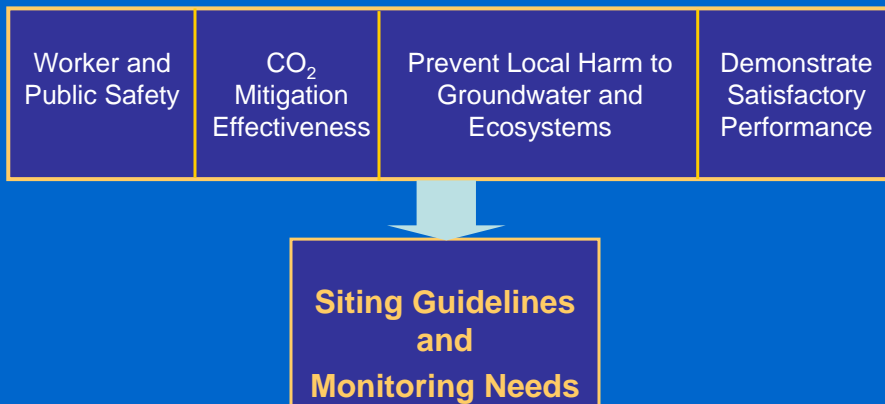 Worker and
Public Safety
CO₂
Mitigation
Effectiveness
Prevent Local Harm to
Groundwater and
Ecosystems
Demonstrate
Satisfactory
Performance
Siting Guidelines
and
Monitoring Needs